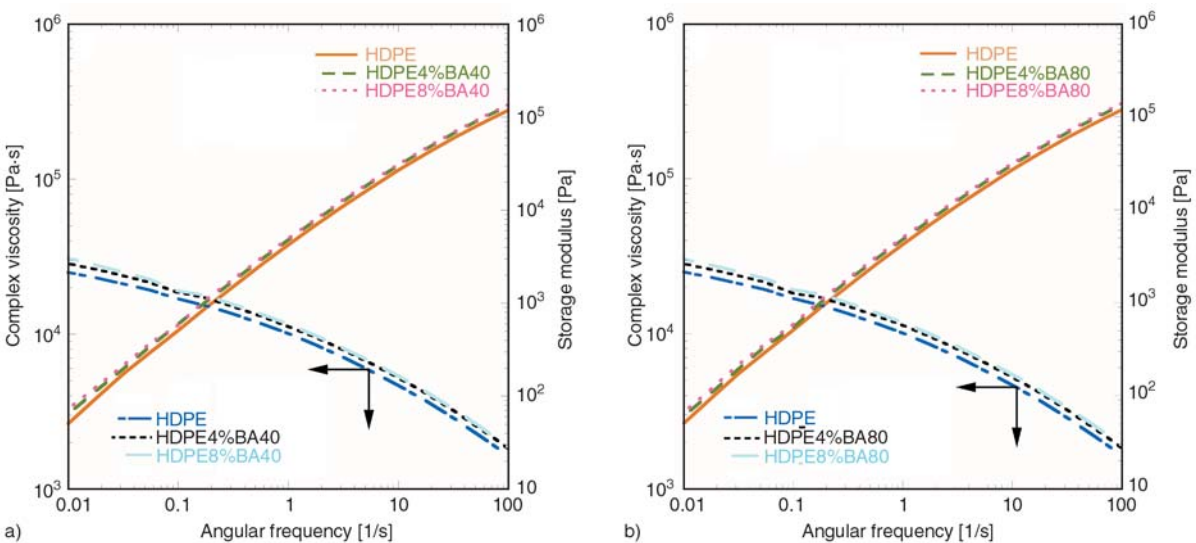 10⁶
10⁵
10⁴
10³
Complex viscosity [Pa·s]
HDPE
HDPE4%BA40
HDPE8%BA40
HDPE
HDPE4%BA40
HDPE8%BA40
10⁵
10⁵
10⁴
10³
10²
10
Storage modulus [Pa]
0.01 0.1 1 10 100
a) Angular frequency [1/s]
10⁶
10⁵
10⁴
10³
Complex viscosity [Pa·s]
HDPE
HDPE4%BA80
HDPE8%BA80
HDPE
HDPE4%BA80
HDPE8%BA80
10⁶
10⁵
10⁴
10³
10²
10
Storage modulus [Pa]
0.01 0.1 1 10 100
b) Angular frequency [1/s]